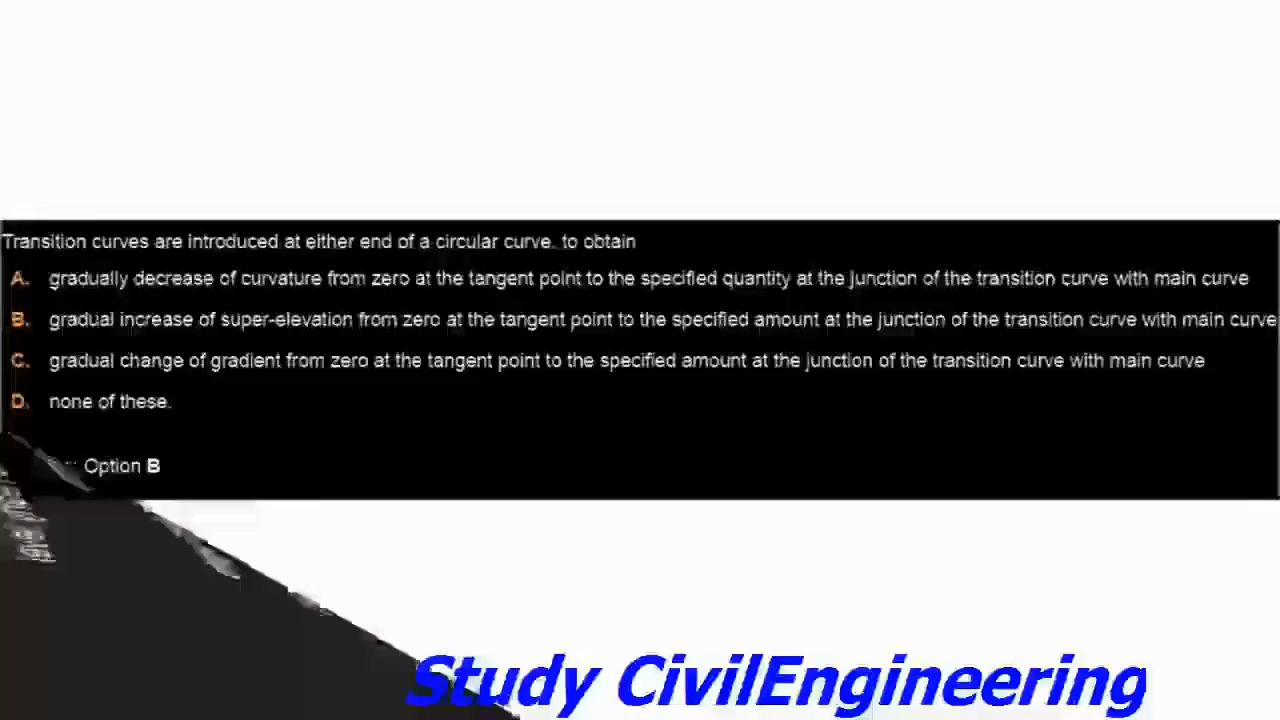 Transition curves are introduced at either end of a circular curve, to obtain
A. gradually decrease of curvature from zero at the tangent point to the specified quantity at the junction of the transition curve with main curve
B. gradual increase of super-elevation from zero at the tangent point to the specified amount at the junction of the transition curve with main curve
C. gradual change of gradient from zero at the tangent point to the specified amount at the junction of the transition curve with main curve
D. none of these.
Option B
Study CivilEngineering